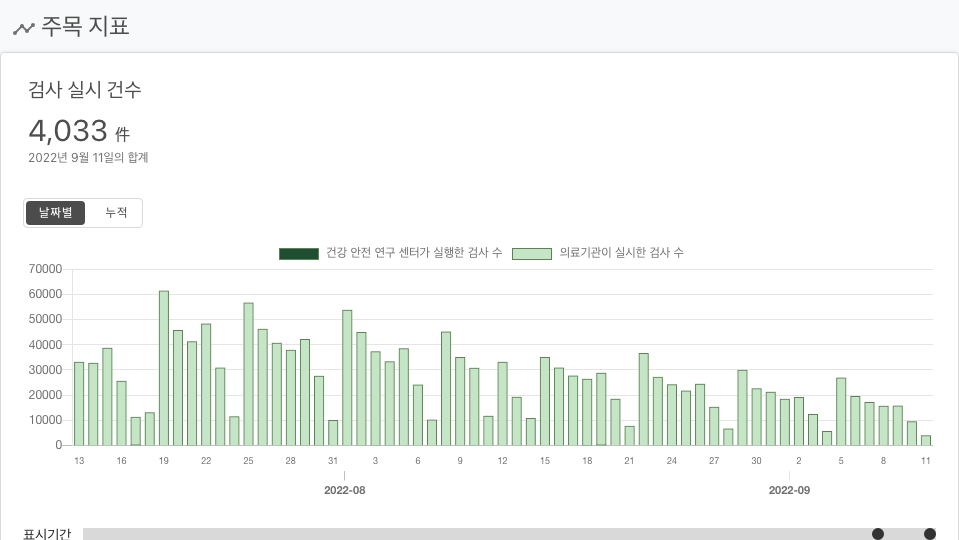 주목 지표
검사 실시 건수
4,033 件
2022년 9월 11일의 합계
날짜별 누적
건강 안전 연구 센터가 실행한 검사 수 의료기관이 실시한 검사 수
70000
60000
50000
40000
30000
20000
10000
0
13 16 19 22 25 28 31 3 6 9 12 15 18 21 24 27 30 2 5 8 11
2022-08 2022-09
표시기간